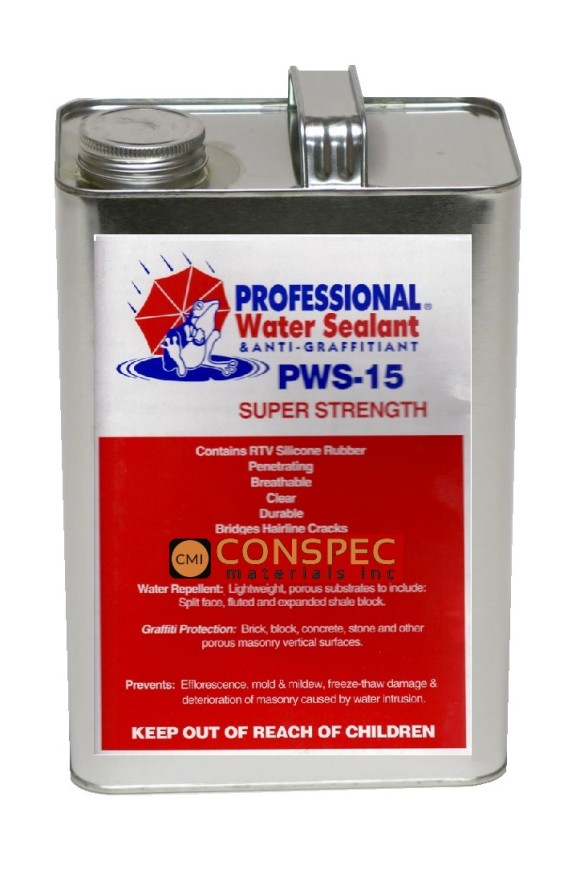 PROFESSIONAL®
Water Sealant
& ANTI-GRAFFITIANT
PWS-15
SUPER STRENGTH
Contains RTV Silicone Rubber
Penetrating
Breathable
Clear
Durable
Bridges Hairline Cracks
CMI CONSPEC
materials inc
Water Repellent: Lightweight, porous substrates to include:
Split face, fluted and expanded shale block.
Graffiti Protection: Brick, block, concrete, stone and other
porous masonry vertical surfaces.
Prevents: Efflorescence, mold & mildew, freeze-thaw damage &
deterioration of masonry caused by water intrusion.
KEEP OUT OF REACH OF CHILDREN